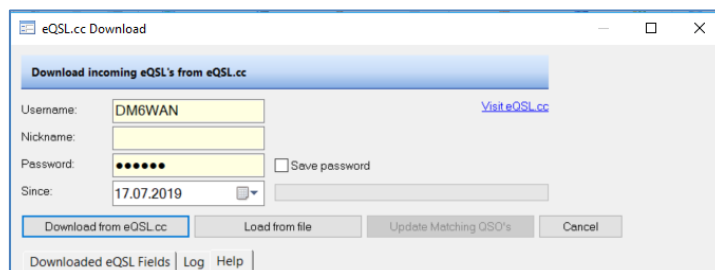 eQSL.cc Download
Download incoming eQSL's from eQSL.cc
Username: DM6WAN Visit eQSL.cc
Nickname:
Password: ●●●●●● Save password
Since: 17.07.2019
Download from eQSL.cc Load from file Update Matching QSO's Cancel
Downloaded eQSL Fields Log Help